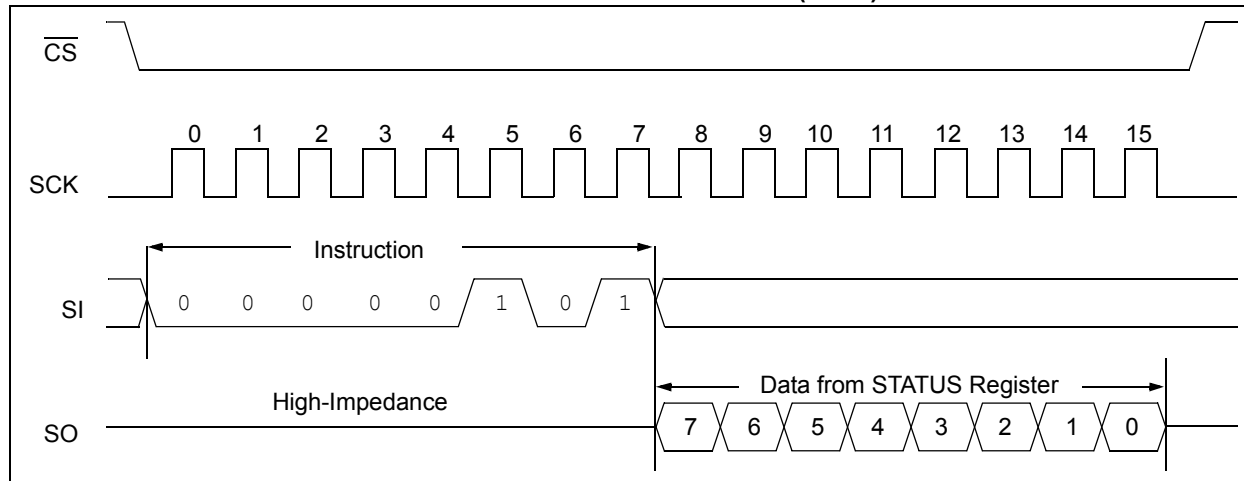 CS
0 1 2 3 4 5 6 7 8 9 10 11 12 13 14 15
SCK
Instruction
SI 0 0 0 0 0 1 0 1
Data from STATUS Register
High-Impedance
SO 7 6 5 4 3 2 1 0